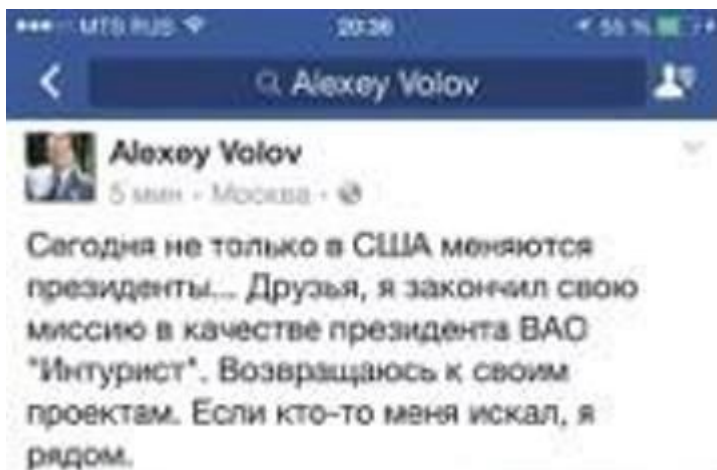 MTS RUS 20:36 55 %
Alexey Volov
Alexey Volov
5 мин · Москва ·
Сегодня не только в США меняются
президенты... Друзья, я закончил свою
миссию в качестве президента ВАО
"Интурист". Возвращаюсь к своим
проектам. Если кто-то меня искал, я
рядом.